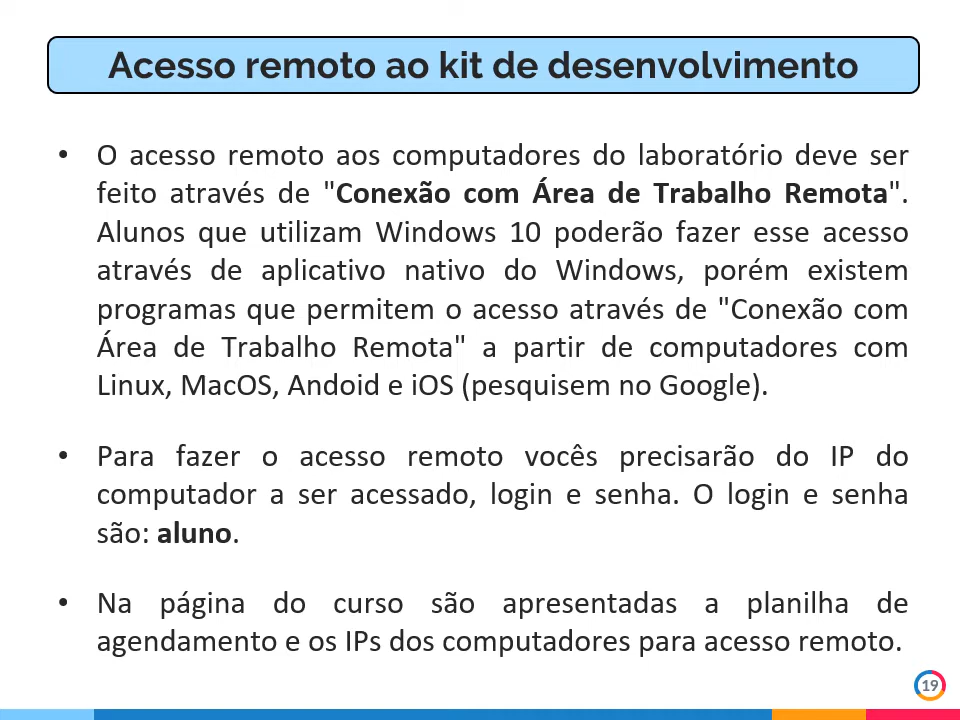 Acesso remoto ao kit de desenvolvimento
• O acesso remoto aos computadores do laboratório deve ser
feito através de "Conexão com Área de Trabalho Remota".
Alunos que utilizam Windows 10 poderão fazer esse acesso
através de aplicativo nativo do Windows, porém existem
programas que permitem o acesso através de "Conexão com
Área de Trabalho Remota" a partir de computadores com
Linux, MacOS, Andoid e iOS (pesquisem no Google).
• Para fazer o acesso remoto vocês precisarão do IP do
computador a ser acessado, login e senha. O login e senha
são: aluno.
• Na página do curso são apresentadas a planilha de
agendamento e os IPs dos computadores para acesso remoto.
19